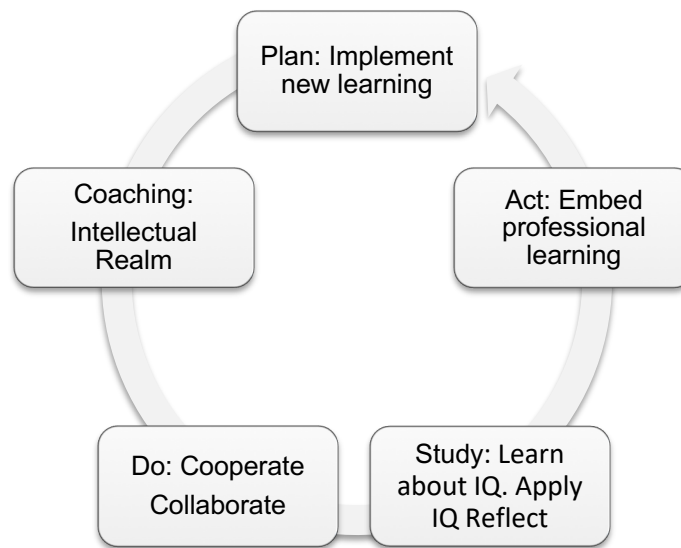 Plan: Implement
new learning
Coaching:
Intellectual
Realm
Act: Embed
professional
learning
Do: Cooperate
Collaborate
Study: Learn
about IQ. Apply
IQ Reflect